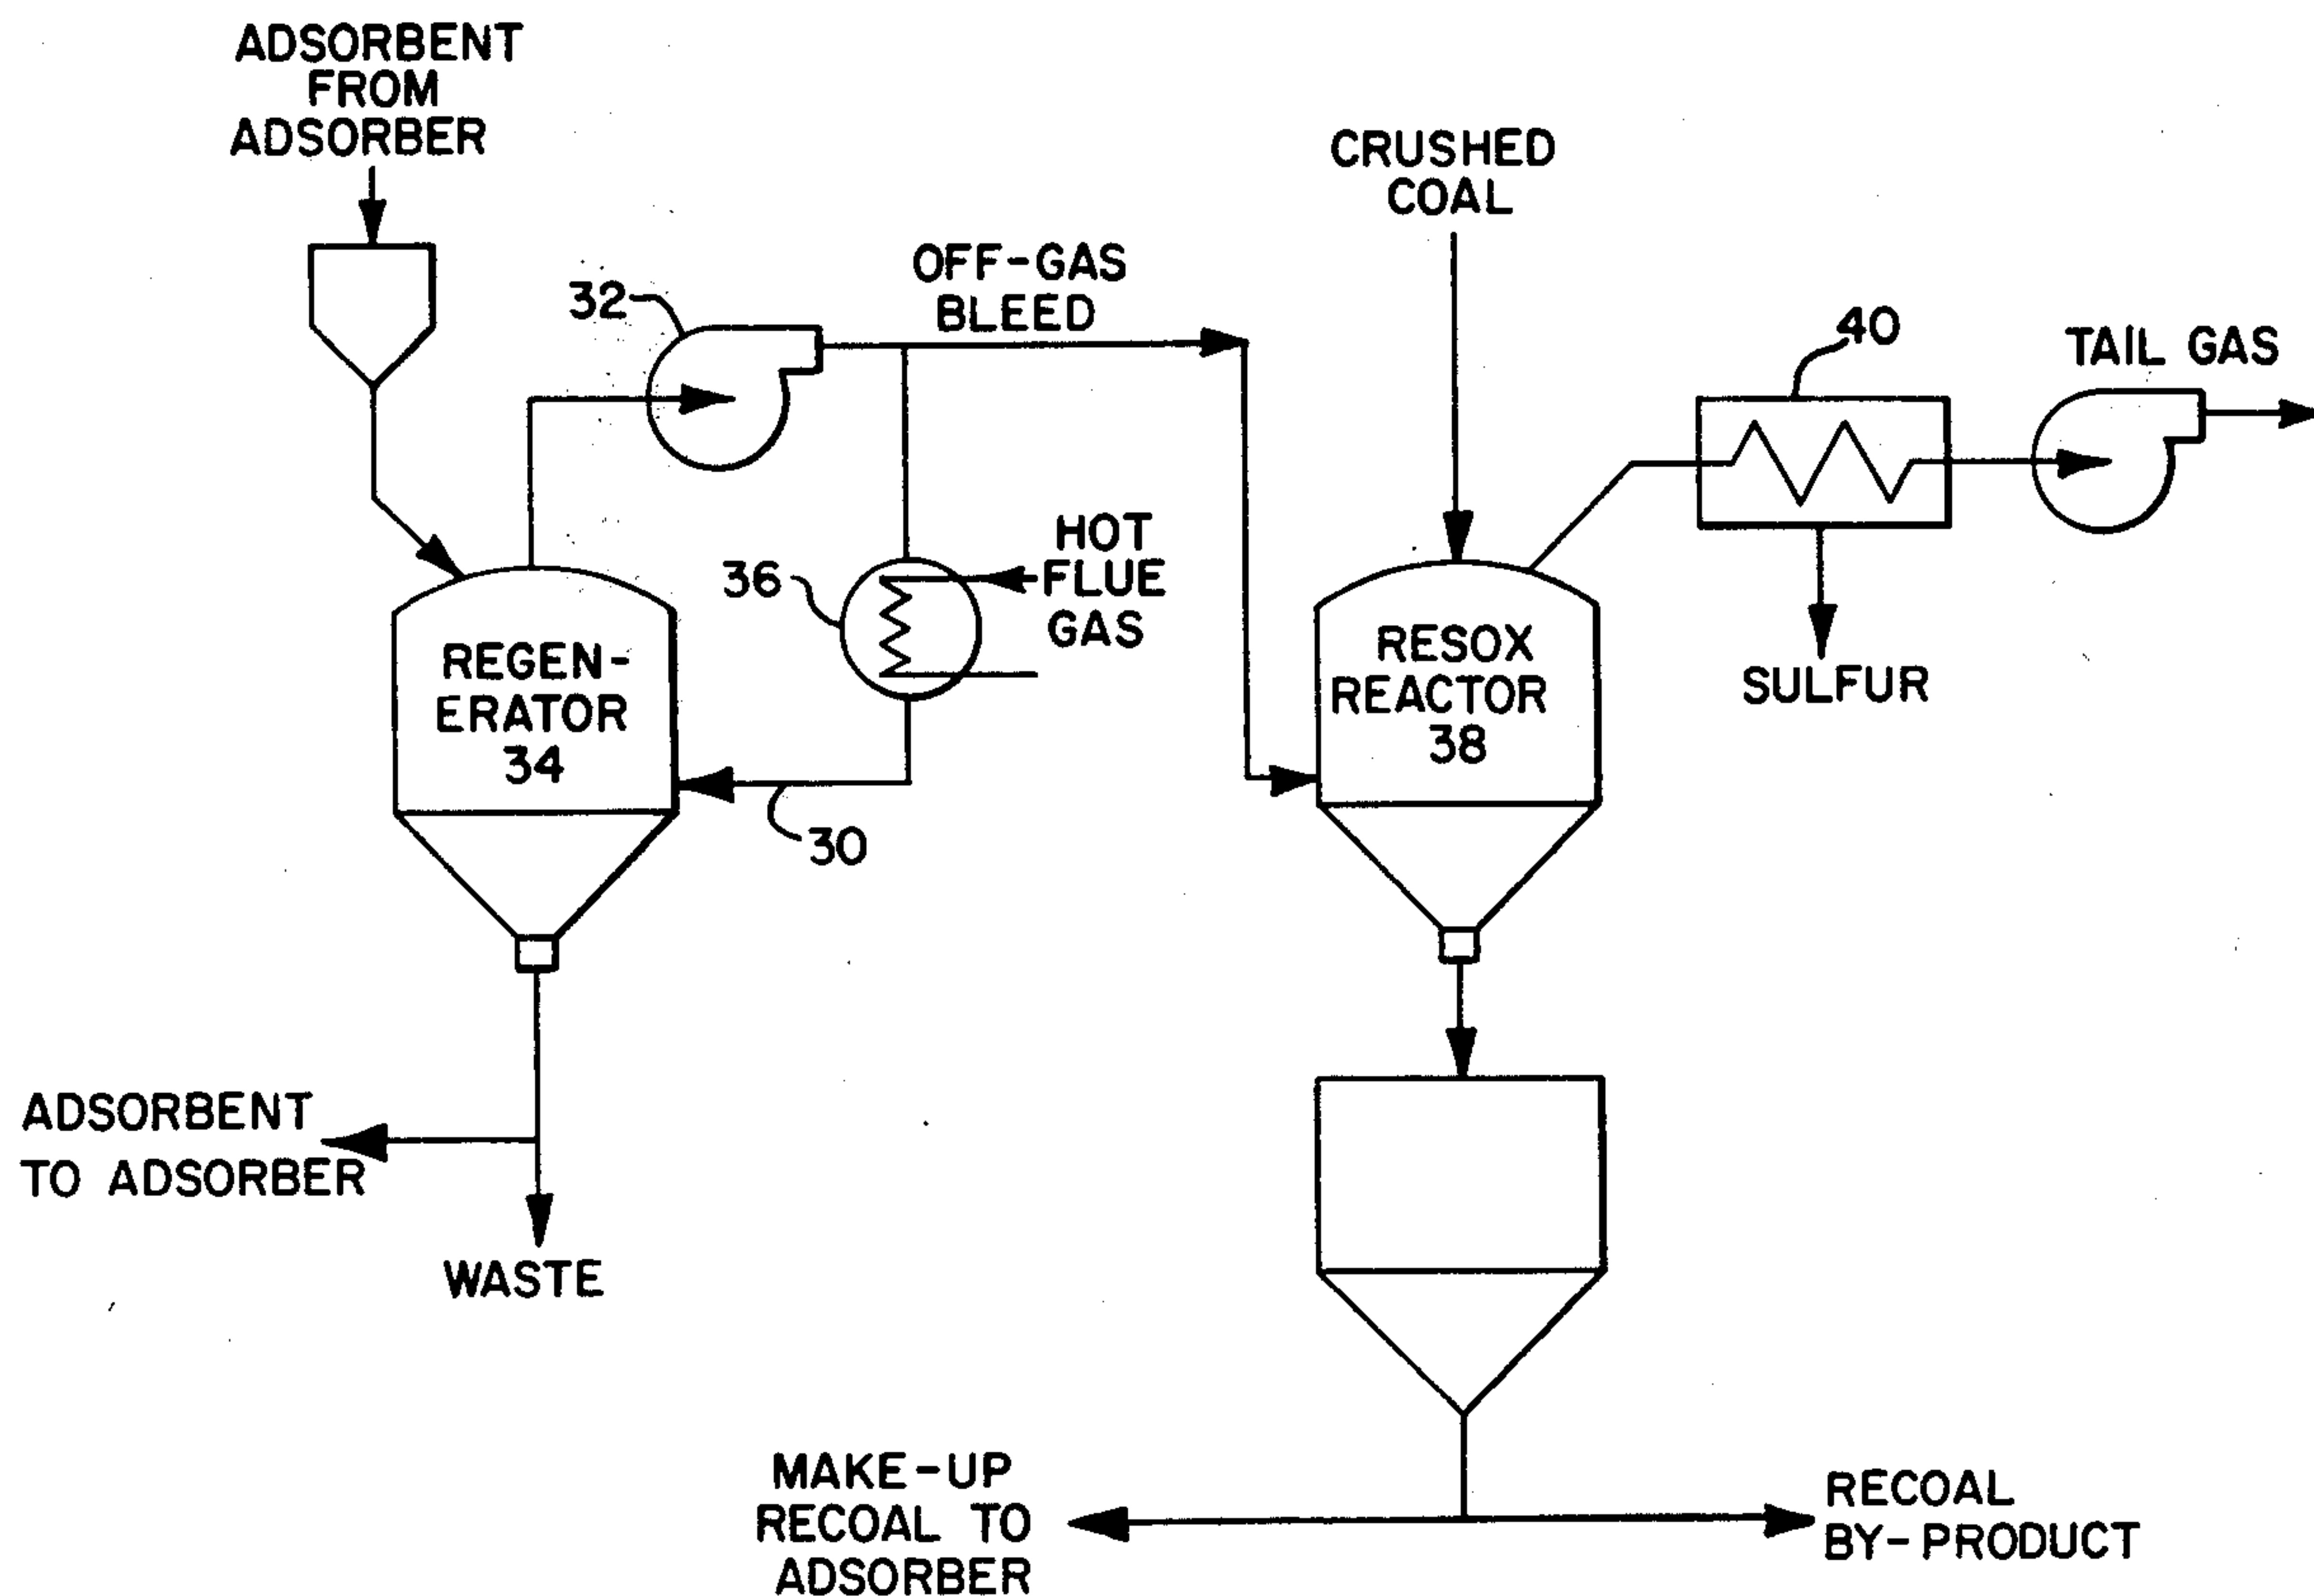 ADSORBENT
FROM
ADSORBER
CRUSHED
COAL
OFF-GAS
BLEED
32
40
TAIL GAS
36
HOT
FLUE
GAS
REGEN-
ERATOR
34
RESOX
REACTOR
38
SULFUR
30
ADSORBENT
TO ADSORBER
WASTE
MAKE-UP
RECOAL TO
ADSORBER
RECOAL
BY-PRODUCT